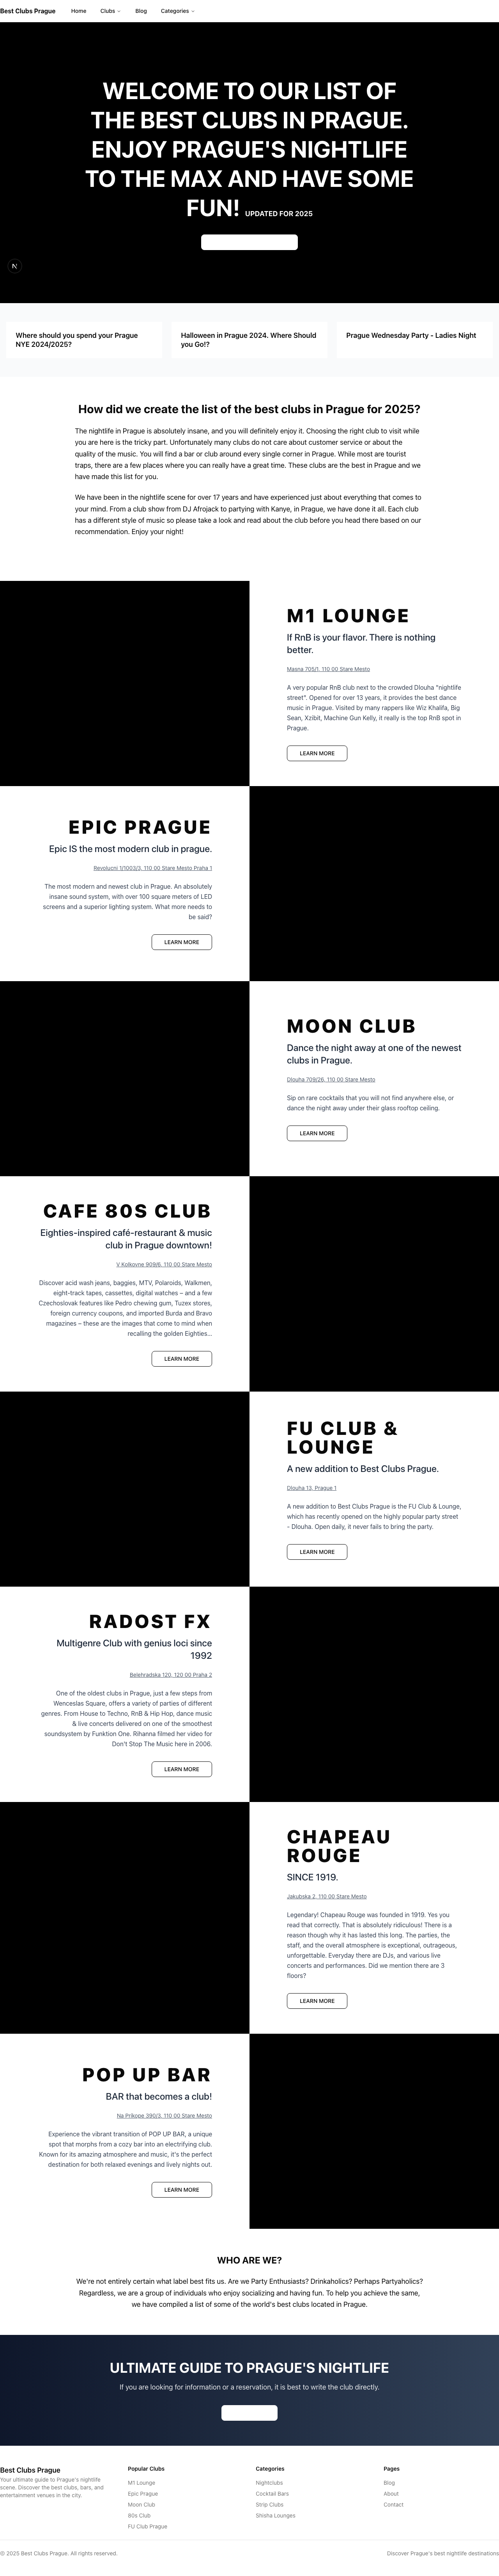 Best Clubs Prague
Home
Clubs
Blog
Categories
WELCOME TO OUR LIST OF
THE BEST CLUBS IN PRAGUE.
ENJOY PRAGUE'S NIGHTLIFE
TO THE MAX AND HAVE SOME
FUN! UPDATED FOR 2025
N
Where should you spend your Prague
NYE 2024/2025?
Halloween in Prague 2024. Where Should
you Go!?
Prague Wednesday Party - Ladies Night
How did we create the list of the best clubs in Prague for 2025?
The nightlife in Prague is absolutely insane, and you will definitely enjoy it. Choosing the right club to visit while
you are here is the tricky part. Unfortunately many clubs do not care about customer service or about the
quality of the music. You will find a bar or club around every single corner in Prague. While most are tourist
traps, there are a few places where you can really have a great time. These clubs are the best in Prague and we
have made this list for you.
We have been in the nightlife scene for over 17 years and have experienced just about everything that comes to
your mind. From a club show from DJ Afrojack to partying with Kanye, in Prague, we have done it all. Each club
has a different style of music so please take a look and read about the club before you head there based on our
recommendation. Enjoy your night!
M1 LOUNGE
If RnB is your flavor. There is nothing
better.
Masna 705/1, 110 00 Stare Mesto
A very popular RnB club next to the crowded Dlouha "nightlife
street". Opened for over 13 years, it provides the best dance
music in Prague. Visited by many rappers like Wiz Khalifa, Big
Sean, Xzibit, Machine Gun Kelly, it really is the top RnB spot in
Prague.
LEARN MORE
EPIC PRAGUE
Epic IS the most modern club in prague.
Revolucni 1/1003/3, 110 00 Stare Mesto Praha 1
The most modern and newest club in Prague. An absolutely
insane sound system, with over 100 square meters of LED
screens and a superior lighting system. What more needs to
be said?
LEARN MORE
MOON CLUB
Dance the night away at one of the newest
clubs in Prague.
Dlouha 709/26, 110 00 Stare Mesto
Sip on rare cocktails that you will not find anywhere else, or
dance the night away under their glass rooftop ceiling.
LEARN MORE
CAFE 80S CLUB
Eighties-inspired café-restaurant & music
club in Prague downtown!
V Kolkovne 909/6, 110 00 Stare Mesto
Discover acid wash jeans, baggies, MTV, Polaroids, Walkmen,
eight-track tapes, cassettes, digital watches – and a few
Czechoslovak features like Pedro chewing gum, Tuzex stores,
foreign currency coupons, and imported Burda and Bravo
magazines – these are the images that come to mind when
recalling the golden Eighties...
LEARN MORE
FU CLUB &
LOUNGE
A new addition to Best Clubs Prague.
Dlouha 13, Prague 1
A new addition to Best Clubs Prague is the FU Club & Lounge,
which has recently opened on the highly popular party street
- Dlouha. Open daily, it never fails to bring the party.
LEARN MORE
RADOST FX
Multigenre Club with genius loci since
1992
Belehradska 120, 120 00 Praha 2
One of the oldest clubs in Prague, just a few steps from
Wenceslas Square, offers a variety of parties of different
genres. From House to Techno, RnB & Hip Hop, dance music
& live concerts delivered on one of the smoothest
soundsystem by Funktion One. Rihanna filmed her video for
Don't Stop The Music here in 2006.
LEARN MORE
CHAPEAU
ROUGE
SINCE 1919.
Jakubska 2, 110 00 Stare Mesto
Legendary! Chapeau Rouge was founded in 1919. Yes you
read that correctly. That is absolutely ridiculous! There is a
reason though why it has lasted this long. The parties, the
staff, and the overall atmosphere is exceptional, outrageous,
unforgettable. Everyday there are DJs, and various live
concerts and performances. Did we mention there are 3
floors?
LEARN MORE
POP UP BAR
BAR that becomes a club!
Na Prikope 390/3, 110 00 Stare Mesto
Experience the vibrant transition of POP UP BAR, a unique
spot that morphs from a cozy bar into an electrifying club.
Known for its amazing atmosphere and music, it's the perfect
destination for both relaxed evenings and lively nights out.
LEARN MORE
WHO ARE WE?
We're not entirely certain what label best fits us. Are we Party Enthusiasts? Drinkaholics? Perhaps Partyaholics?
Regardless, we are a group of individuals who enjoy socializing and having fun. To help you achieve the same,
we have compiled a list of some of the world's best clubs located in Prague.
ULTIMATE GUIDE TO PRAGUE'S NIGHTLIFE
If you are looking for information or a reservation, it is best to write the club directly.
Best Clubs Prague
Your ultimate guide to Prague's nightlife
scene. Discover the best clubs, bars, and
entertainment venues in the city.
Popular Clubs
M1 Lounge
Epic Prague
Moon Club
80s Club
FU Club Prague
Categories
Nightclubs
Cocktail Bars
Strip Clubs
Shisha Lounges
Pages
Blog
About
Contact
© 2025 Best Clubs Prague. All rights reserved
Discover Prague's best nightlife destinations